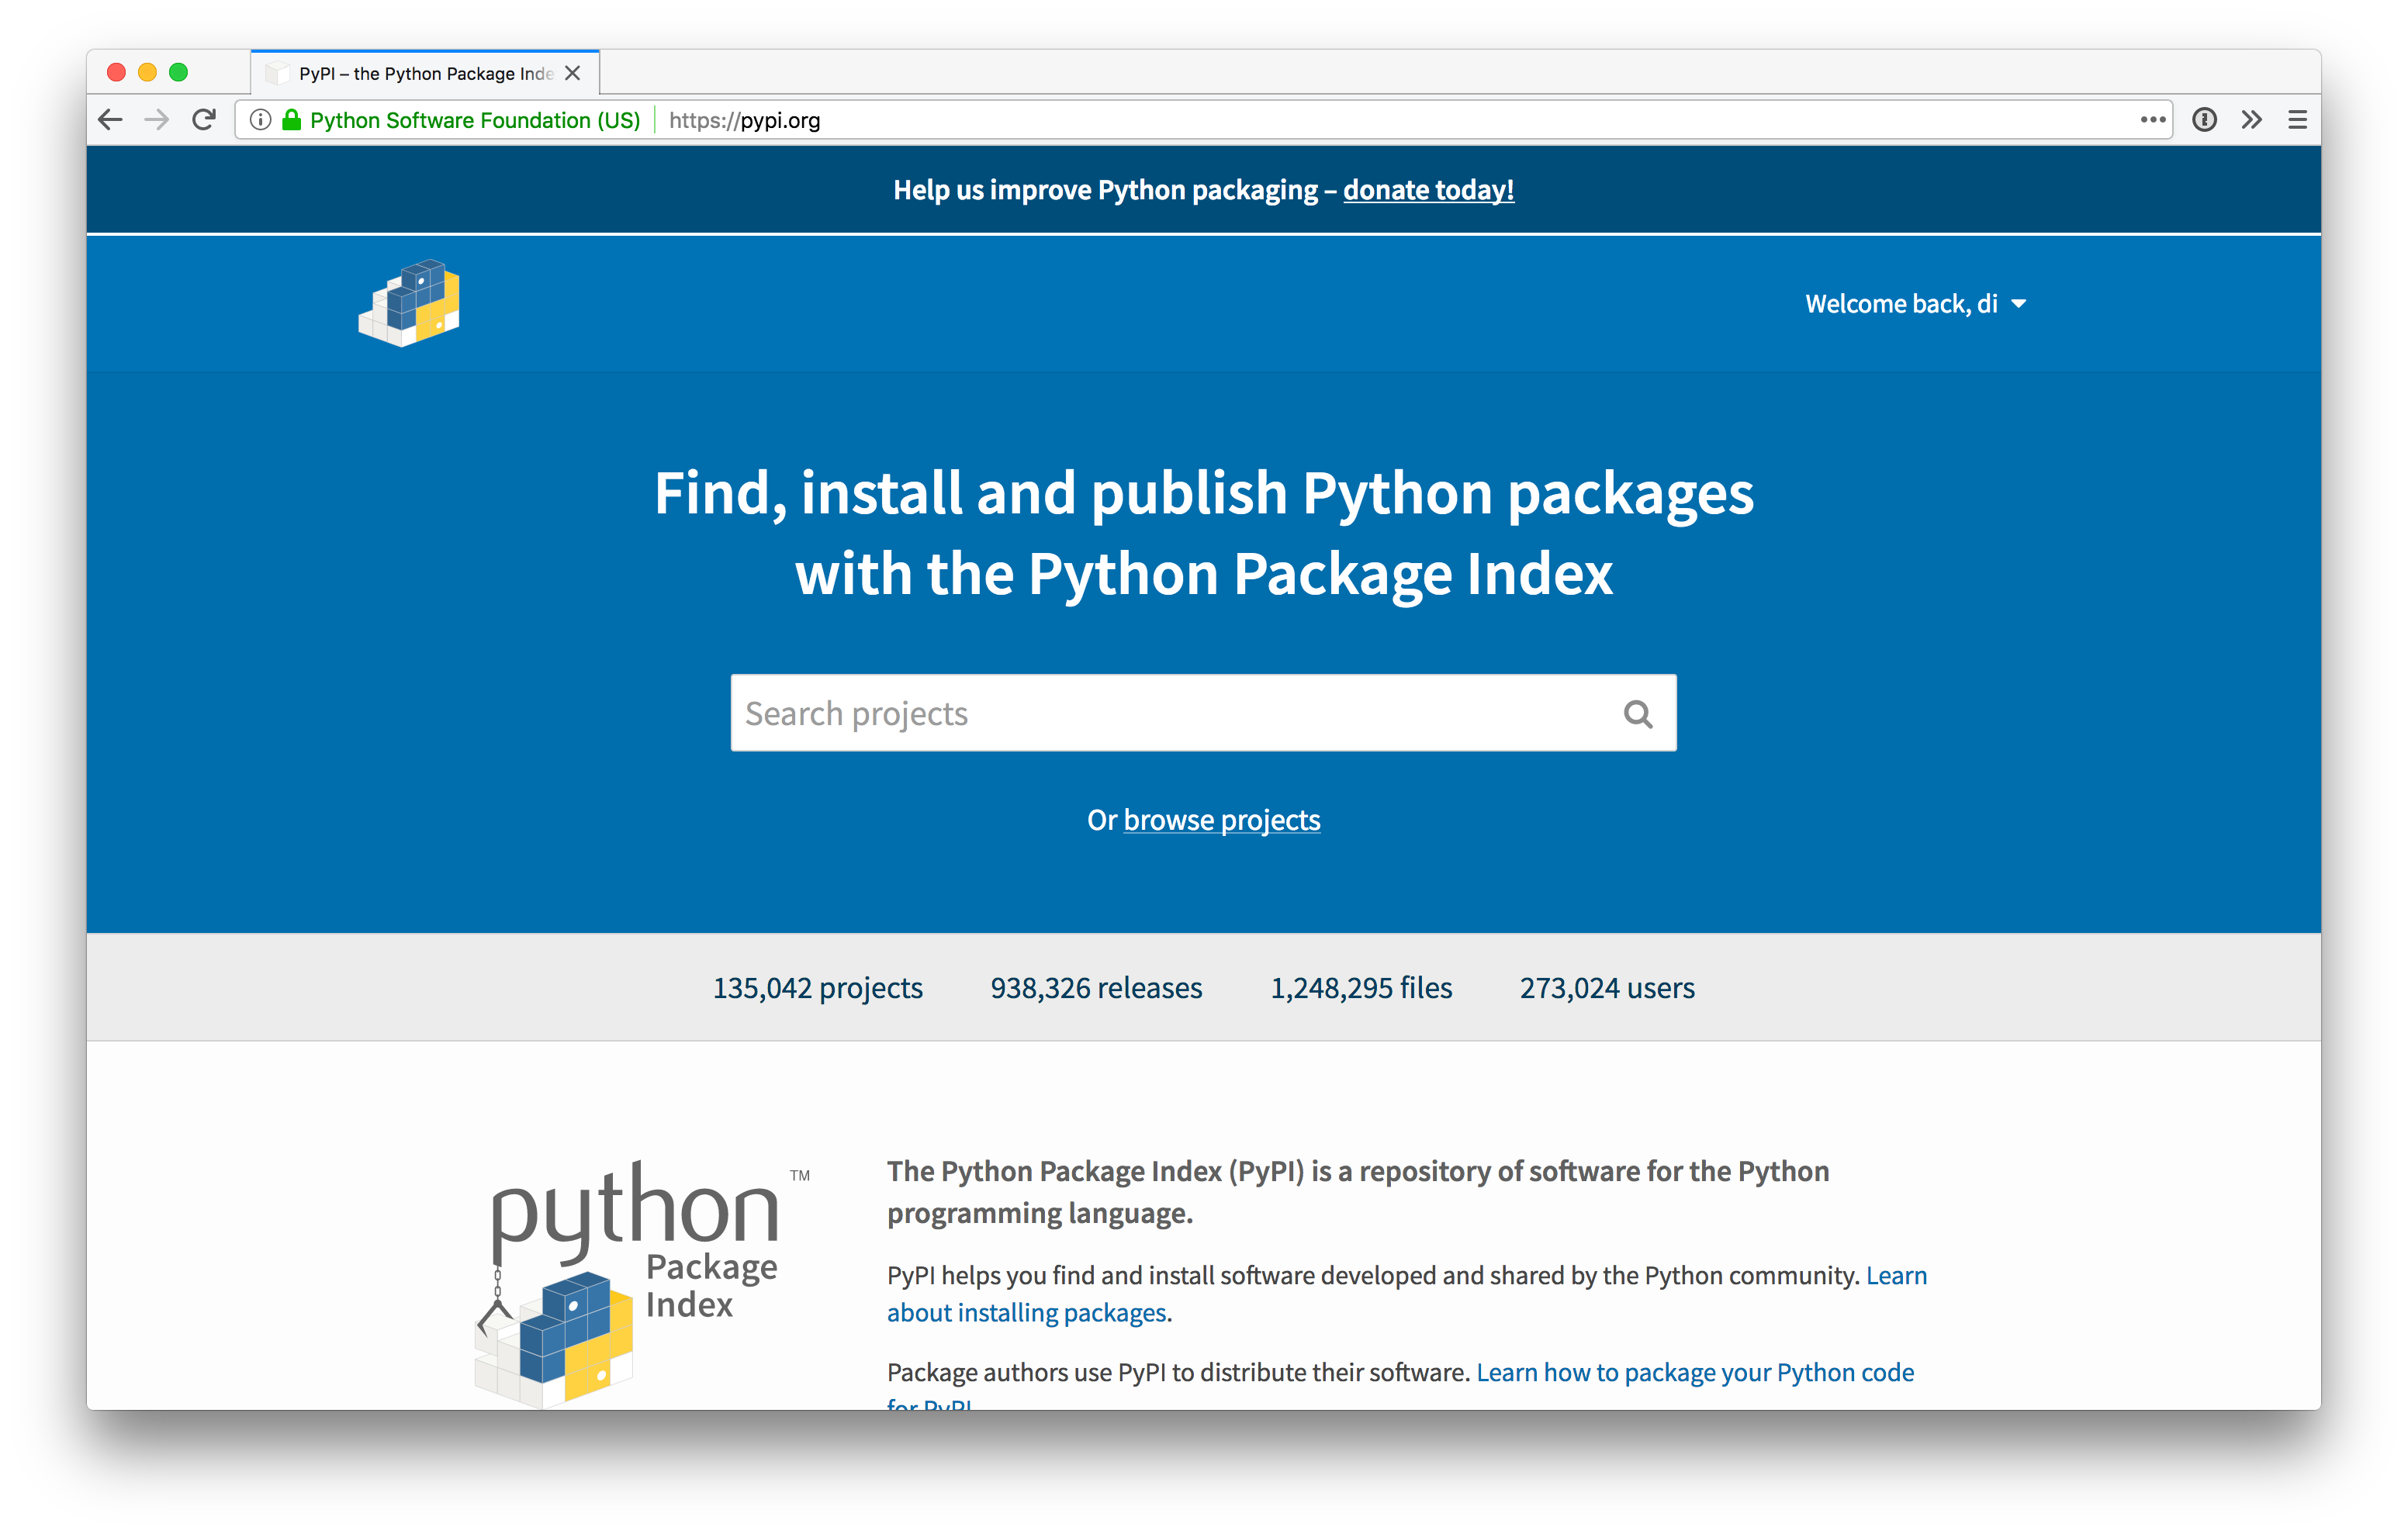 PyPI – the Python Package Inde
Python Software Foundation (US) https://pypi.org
Help us improve Python packaging – donate today!
Welcome back, di
Find, install and publish Python packages
with the Python Package Index
Search projects
Or browse projects
135,042 projects 938,326 releases 1,248,295 files 273,024 users
python TM
Package
Index
The Python Package Index (PyPI) is a repository of software for the Python
programming language.
PyPI helps you find and install software developed and shared by the Python community. Learn
about installing packages.
Package authors use PyPI to distribute their software. Learn how to package your Python code
for PyPI